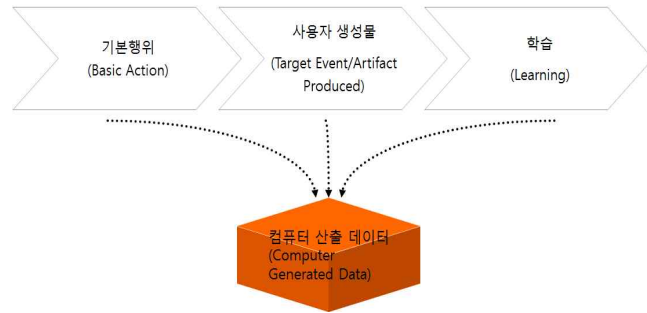 기본행위
(Basic Action)
사용자 생성물
(Target Event/Artifact
Produced)
학습
(Learning)
컴퓨터 산출 데이터
(Computer
Generated Data)